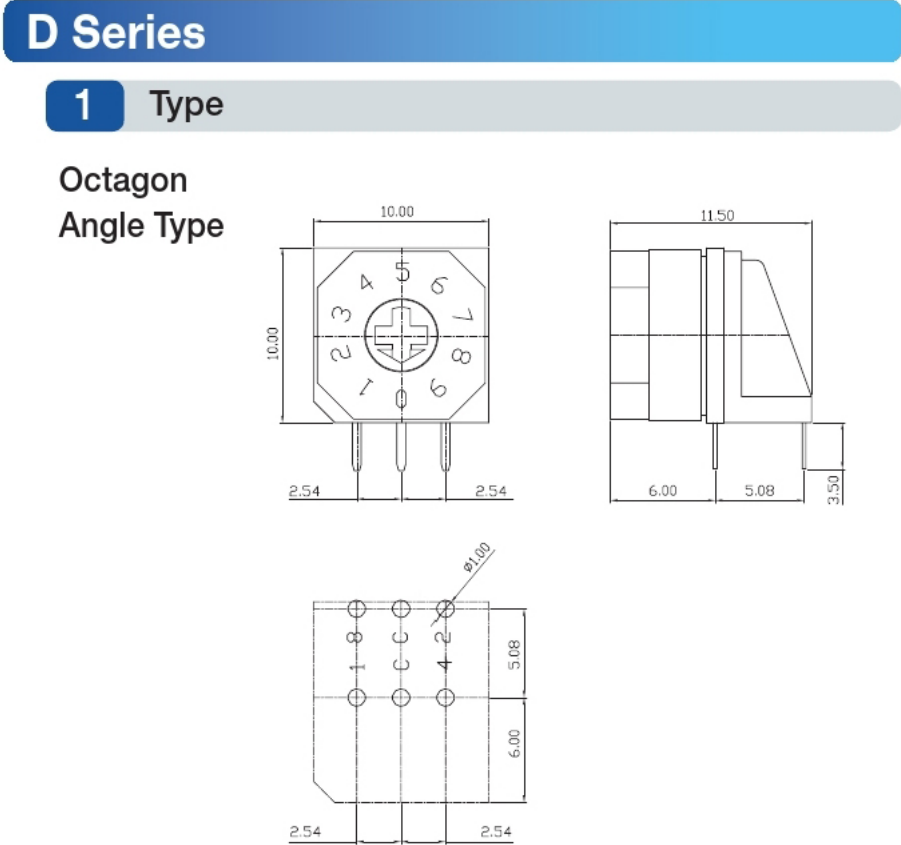 D Series
1 Type
Octagon
Angle Type
10.00
11.50
10.00
5
4 6
3 7
2 8
1 9
0
2.54 2.54
6.00 5.08 3.50
ø1.00
8 C 2
1 C 4
5.08
6.00
2.54 2.54